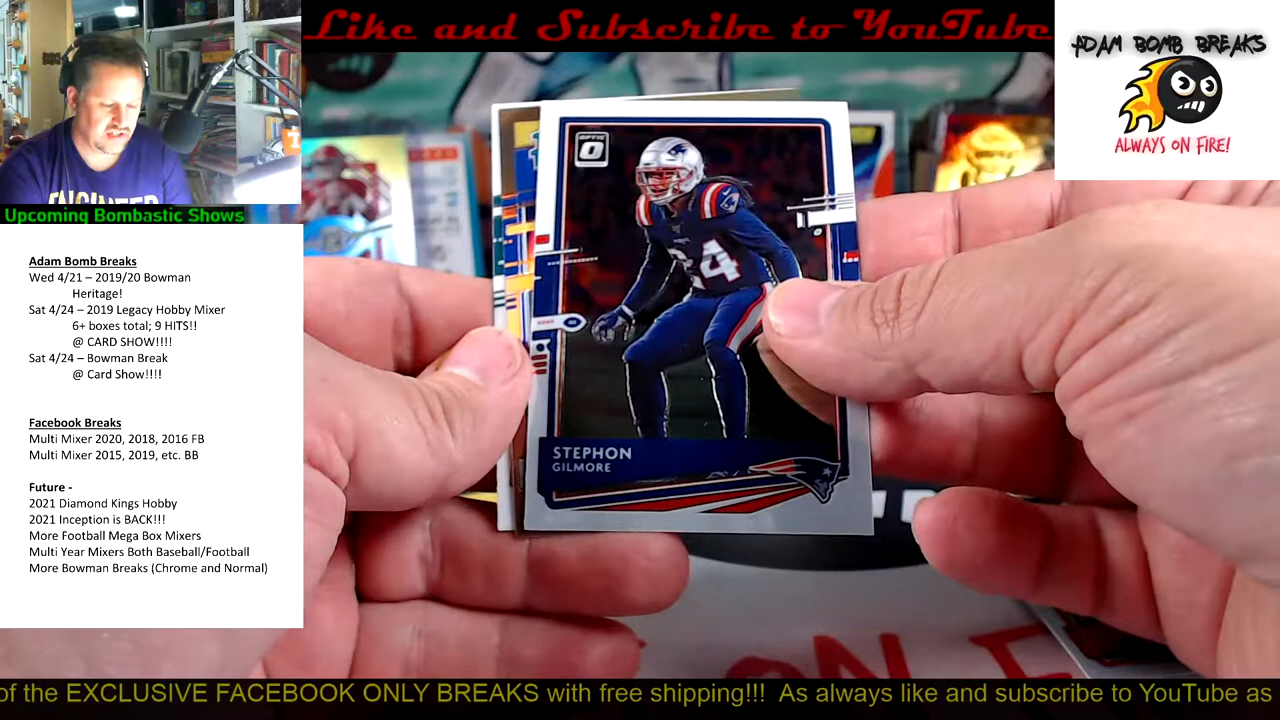 Like and Subscribe to YouTube
ADAM BOMB BREAKS
ALWAYS ON FIRE!
ENGINEER
Upcoming Bombastic Shows
Adam Bomb Breaks
Wed 4/21 – 2019/20 Bowman
Heritage!
Sat 4/24 – 2019 Legacy Hobby Mixer
6+ boxes total; 9 HITS!!
@ CARD SHOW!!!!
Sat 4/24 – Bowman Break
@ Card Show!!!!
Facebook Breaks
Multi Mixer 2020, 2018, 2016 FB
Multi Mixer 2015, 2019, etc. BB
Future -
2021 Diamond Kings Hobby
2021 Inception is BACK!!!
More Football Mega Box Mixers
Multi Year Mixers Both Baseball/Football
More Bowman Breaks (Chrome and Normal)
OPTIC
O
24
STEPHON
GILMORE
ON FI
of the EXCLUSIVE FACEBOOK ONLY BREAKS with free shipping!!! As always like and subscribe to YouTube as